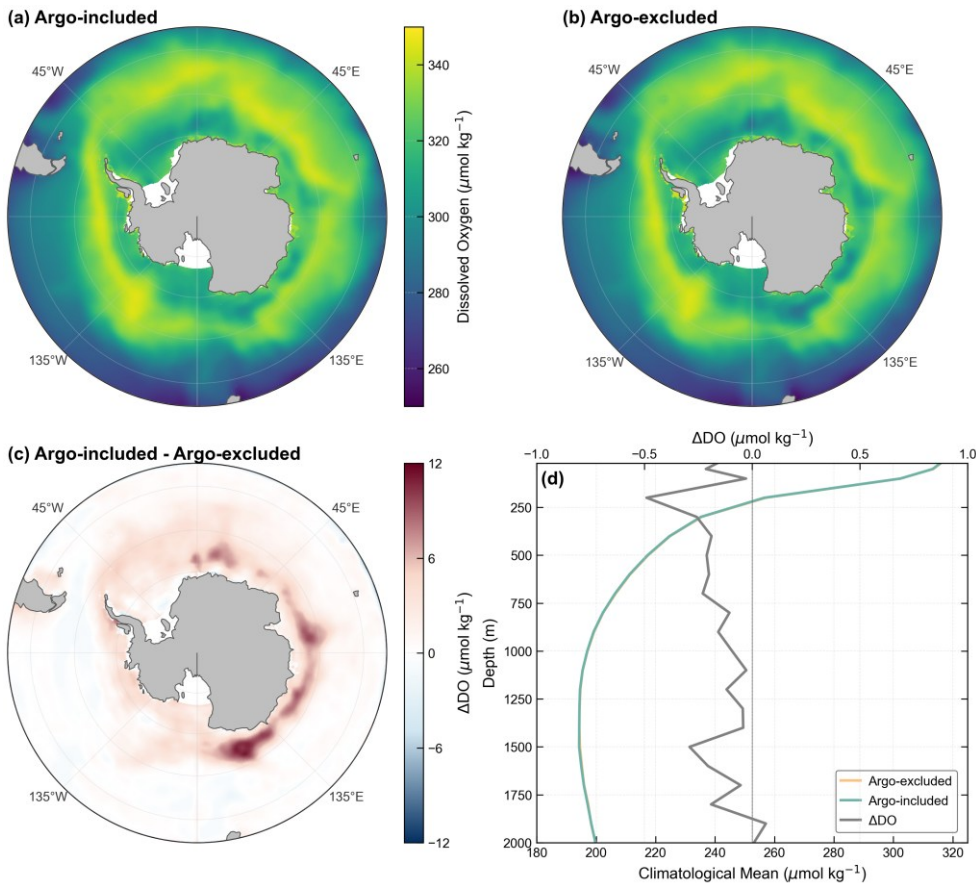 (a) Argo-included
45°W
45°E
135°W
135°E
340
320
300
280
260
Dissolved Oxygen (μmol kg⁻¹)
(b) Argo-excluded
45°W
45°E
135°W
135°E
(c) Argo-included - Argo-excluded
45°W
45°E
135°W
135°E
12
6
0
−6
−12
ΔDO (μmol kg⁻¹)
ΔDO (μmol kg⁻¹)
−1.0 −0.5 0.0 0.5 1.0
(d)
250
500
750
1000
1250
1500
1750
2000
Depth (m)
Argo-excluded
Argo-included
ΔDO
180 200 220 240 260 280 300 320
Climatological Mean (μmol kg⁻¹)